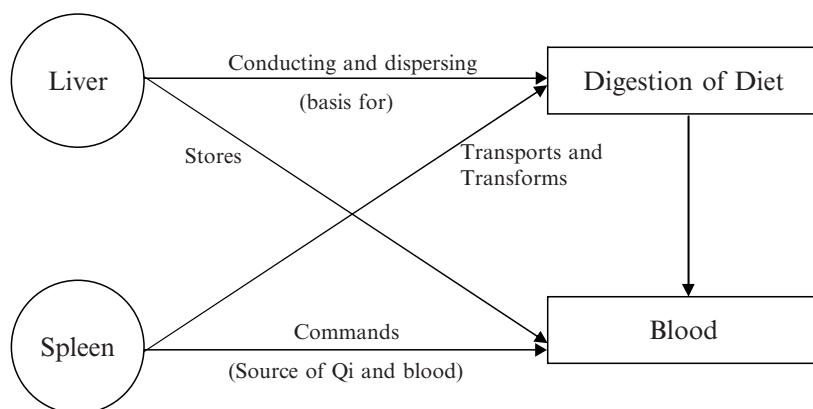 Liver
Conducting and dispersing
(basis for)
Digestion of Diet
Stores
Transports and
Transforms
Spleen
Commands
(Source of Qi and blood)
Blood